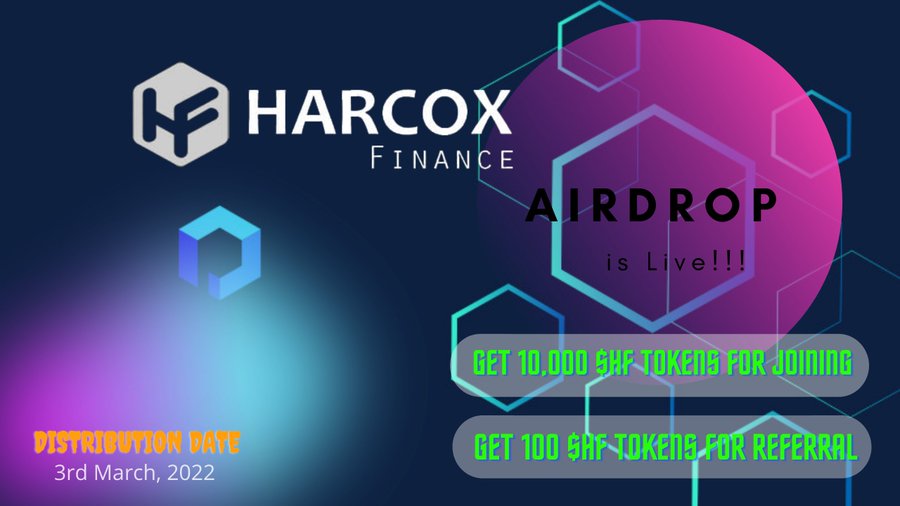 HF HARCOX
FINANCE
AIRDROP
is Live!!!
GET 10,000 $HF TOKENS FOR JOINING
GET 100 $HF TOKENS FOR REFERRAL
DISTRIBUTION DATE
3rd March, 2022